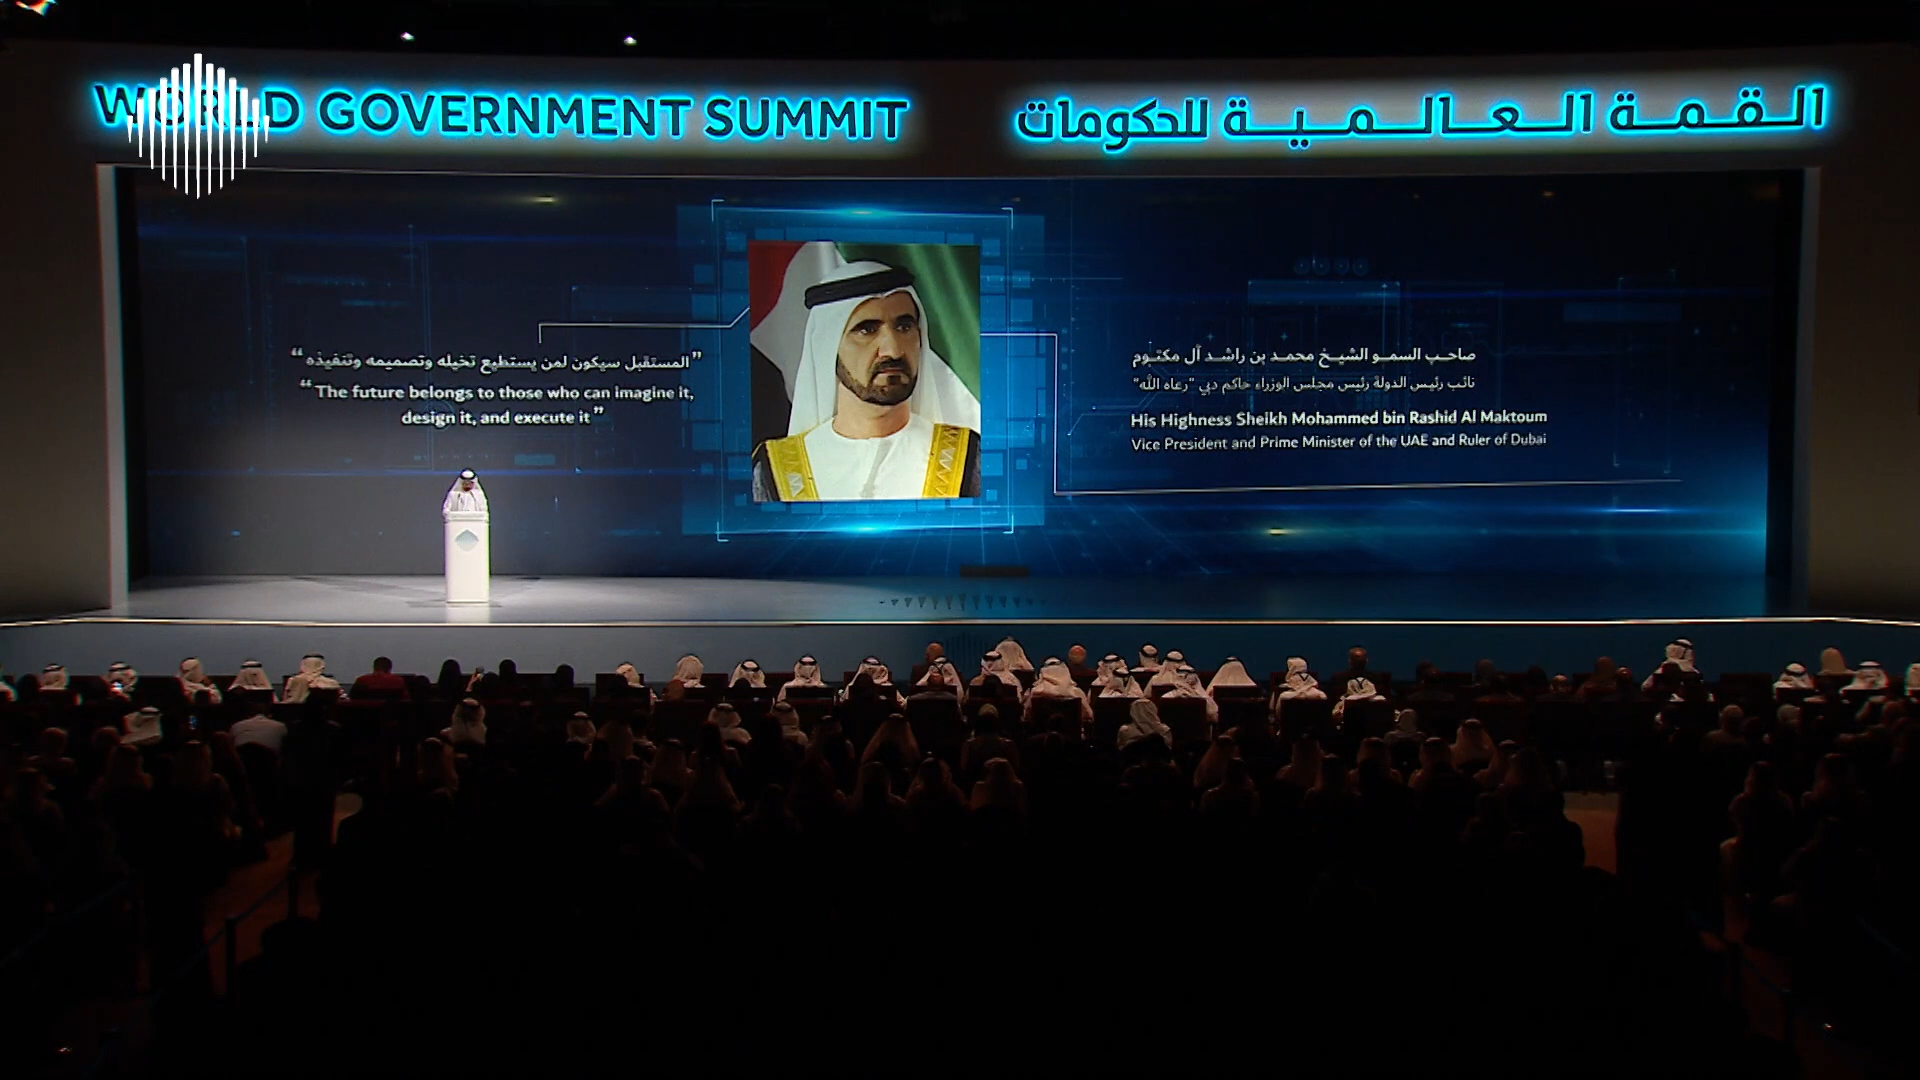 WORLD GOVERNMENT SUMMIT
القمة العالمية للحكومات
"المستقبل سيكون لمن يستطيع تخيله وتصميمه وتنفيذه"
“The future belongs to those who can imagine it,
design it, and execute it”
صاحب السمو الشيخ محمد بن راشد آل مكتوم
نائب رئيس الدولة رئيس مجلس الوزراء حاكم دبي "رعاه الله"
His Highness Sheikh Mohammed bin Rashid Al Maktoum
Vice President and Prime Minister of the UAE and Ruler of Dubai